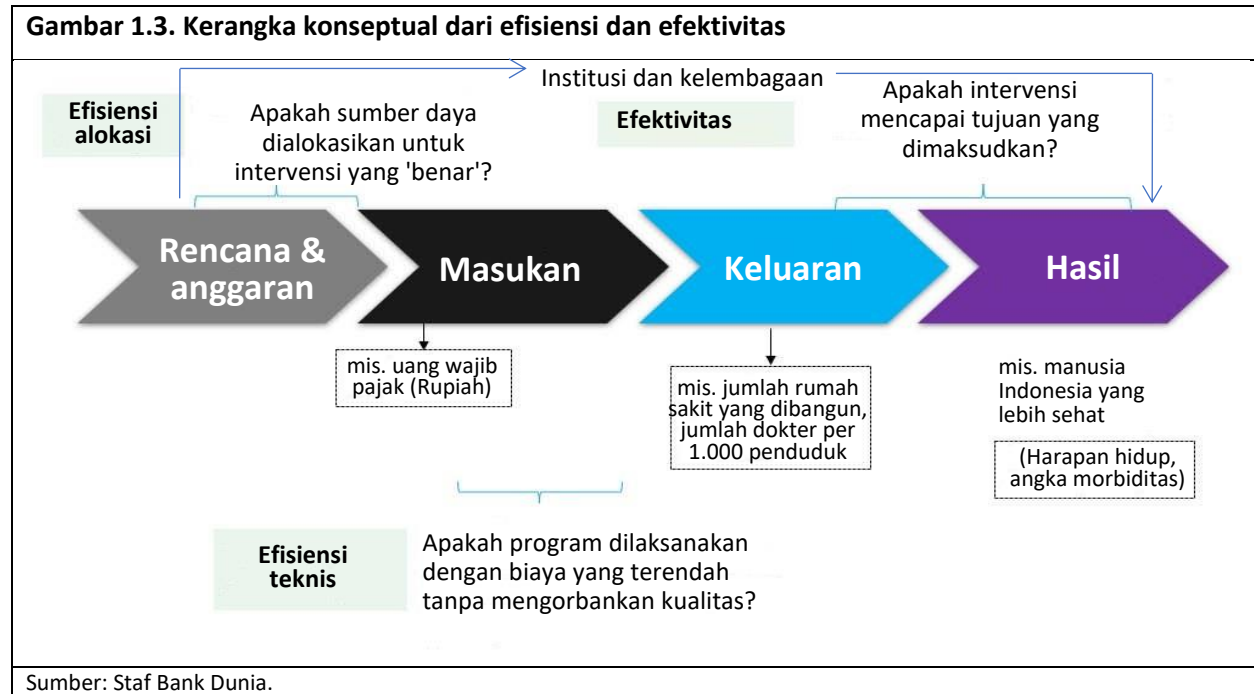 Gambar 1.3. Kerangka konseptual dari efisiensi dan efektivitas
Institusi dan kelembagaan
Efisiensi
alokasi
Apakah sumber daya
dialokasikan untuk
intervensi yang 'benar'?
Efektivitas
Apakah intervensi
mencapai tujuan yang
dimaksudkan?
Rencana &
anggaran
Masukan
Keluaran
Hasil
mis. uang wajib
pajak (Rupiah)
mis. jumlah rumah
sakit yang dibangun,
jumlah dokter per
1.000 penduduk
mis. manusia
Indonesia yang
lebih sehat
(Harapan hidup,
angka morbiditas)
Efisiensi
teknis
Apakah program dilaksanakan
dengan biaya yang terendah
tanpa mengorbankan kualitas?
Sumber: Staf Bank Dunia.